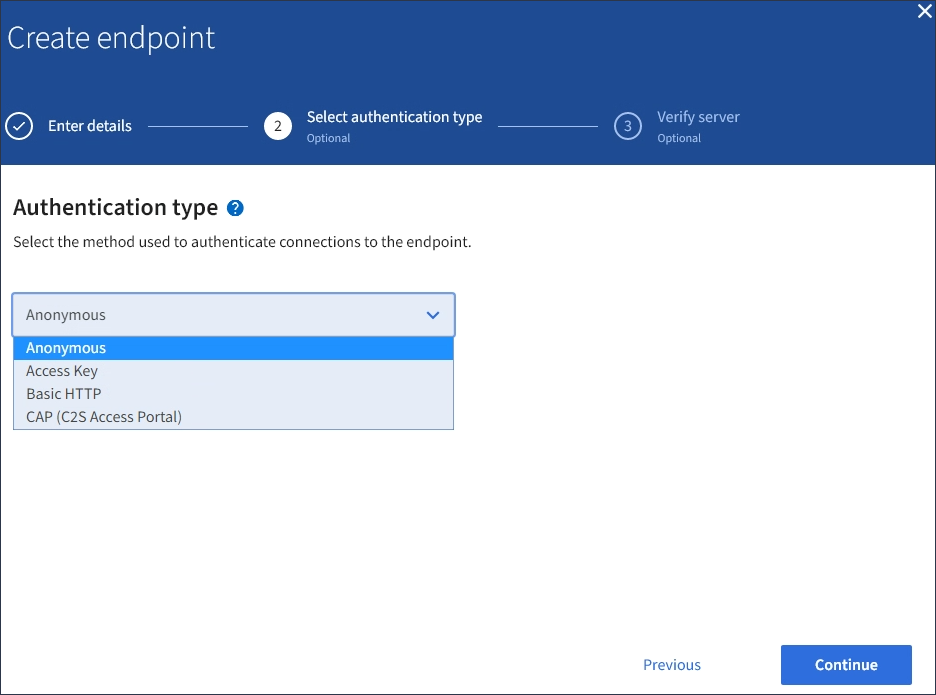 Create endpoint
Enter details
2
Select authentication type
Optional
3
Verify server
Optional
Authentication type ?
Select the method used to authenticate connections to the endpoint.
Anonymous
Anonymous
Access Key
Basic HTTP
CAP (C2S Access Portal)
Previous
Continue